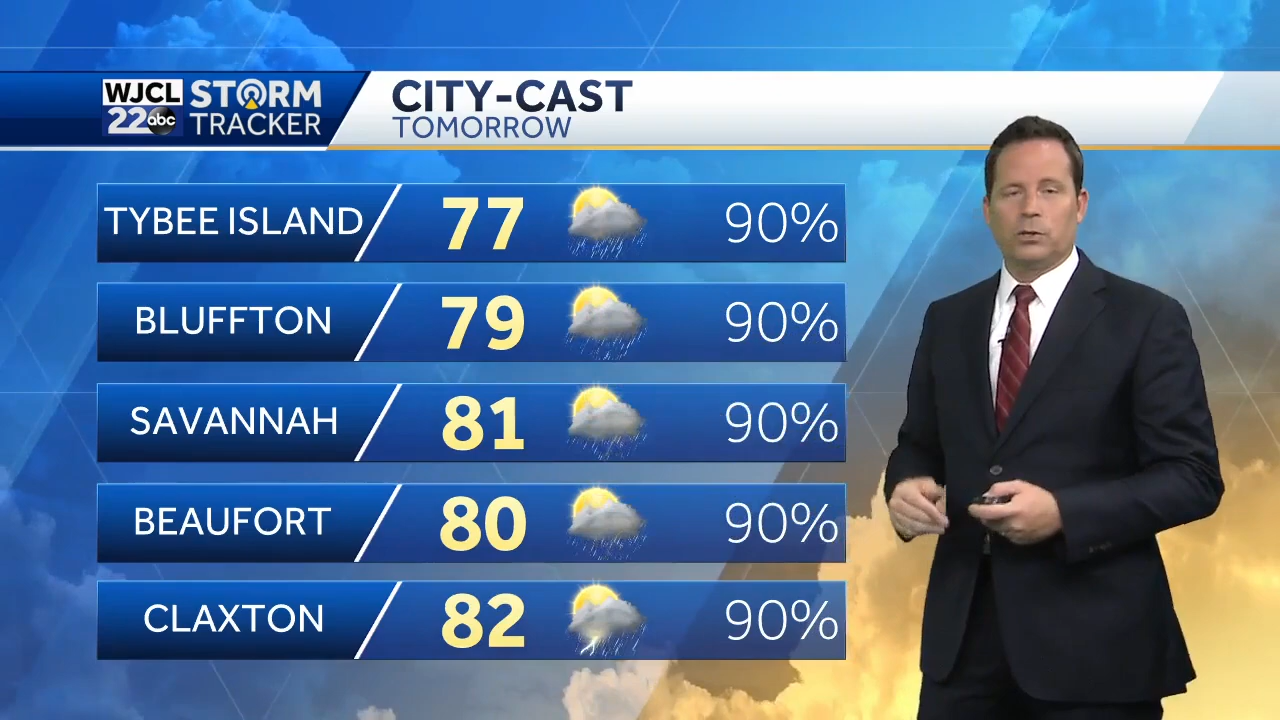 WJCL
22 abc
STORM
TRACKER
CITY-CAST
TOMORROW
TYBEE ISLAND 77 90%
BLUFFTON 79 90%
SAVANNAH 81 90%
BEAUFORT 80 90%
CLAXTON 82 90%